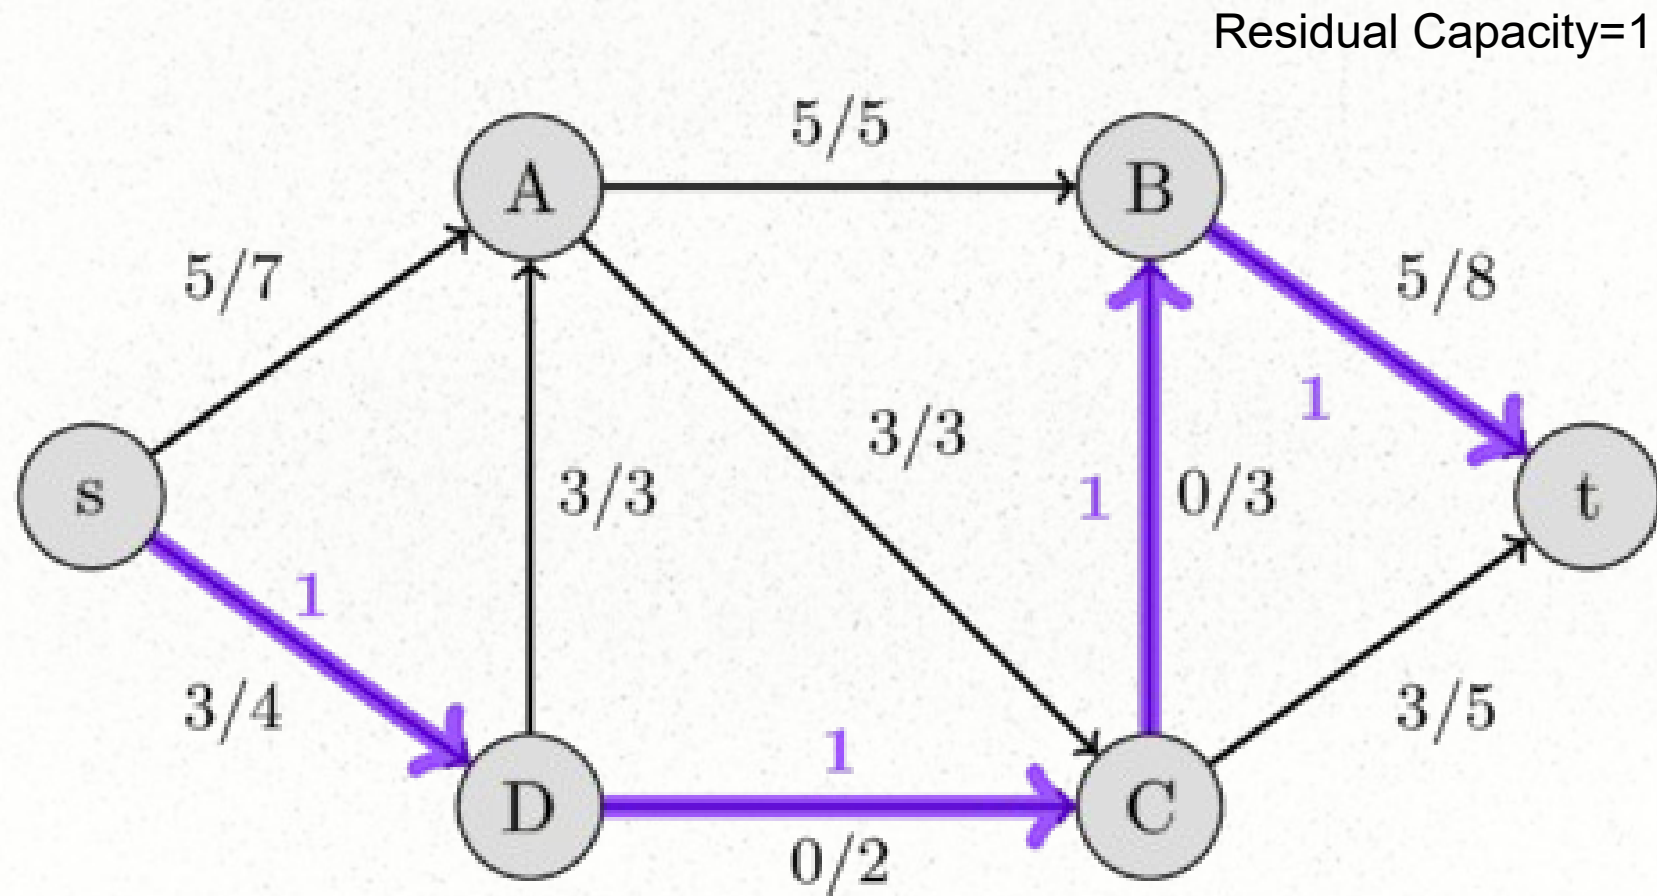 Residual Capacity=1
5/5
A
B
5/7
5/8
1
3/3
s
3/3
1
0/3
t
1
3/4
3/5
1
D
C
0/2